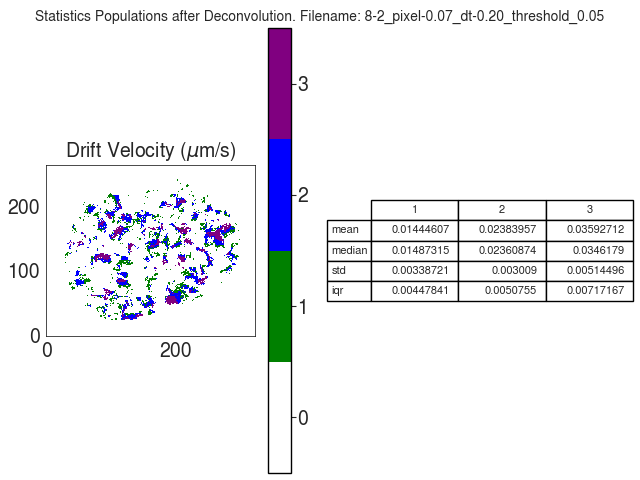 Statistics Populations after Deconvolution. Filename: 8-2_pixel-0.07_dt-0.20_threshold_0.05
Drift Velocity (μm/s)
200
100
0
0 200
3
2
1
0
1 2 3
mean 0.01444607 0.02383957 0.03592712
median 0.01487315 0.02360874 0.0346179
std 0.00338721 0.003009 0.00514496
iqr 0.00447841 0.0050755 0.00717167